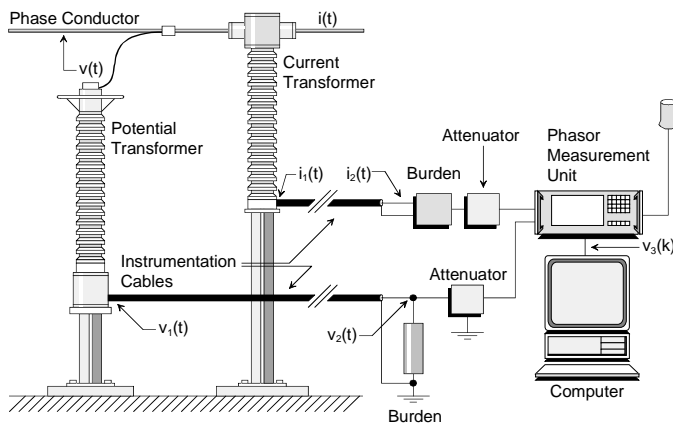 Phase Conductor
i(t)
v(t)
Current
Transformer
Potential
Transformer
i₁(t)
i₂(t)
Burden
Attenuator
Phasor
Measurement
Unit
v₃(k)
Instrumentation
Cables
Attenuator
v₁(t)
v₂(t)
Burden
Computer